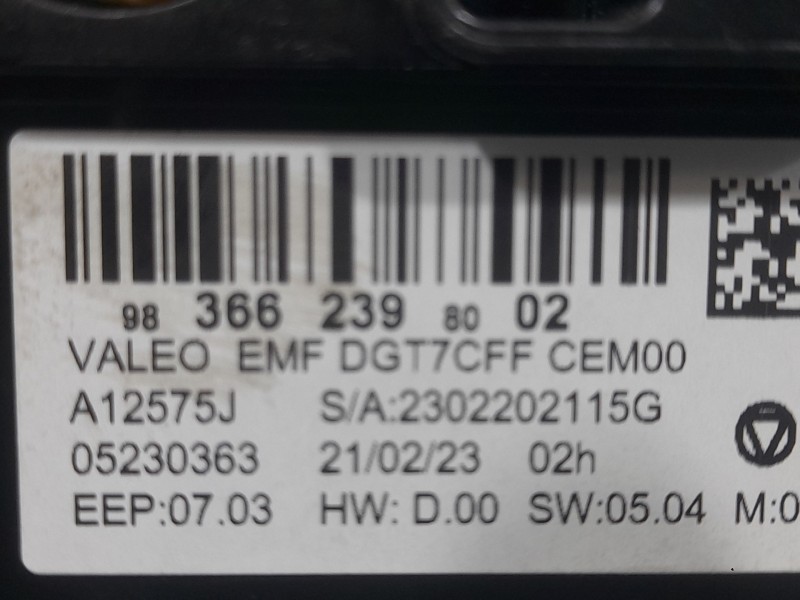 98 366 239 80 02
VALEO EMF DGT7CFF CEM00
A12575J S/A:2302202115G
05230363 21/02/23 02h
EEP:07.03 HW: D.00 SW:05.04 M:0